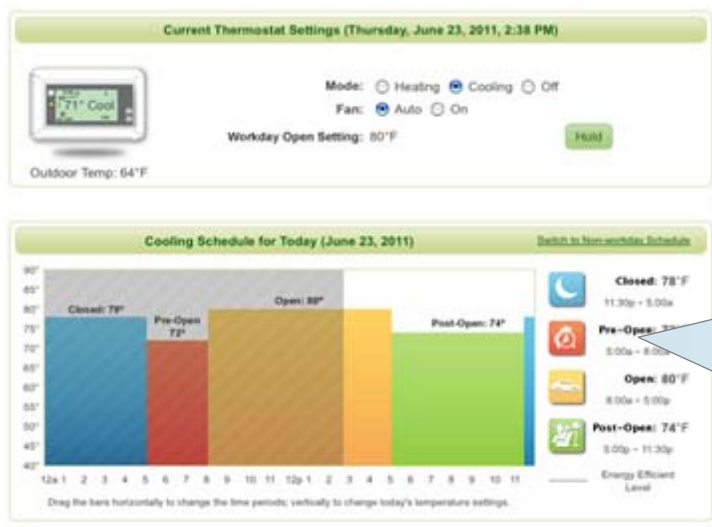 Current Thermostat Settings (Thursday, June 23, 2011, 2:38 PM)
71° Cool
Mode: Heating Cooling Off
Fan: Auto On
Workday Open Setting: 80°F
Hold
Outdoor Temp: 64°F
Cooling Schedule for Today (June 23, 2011)
Switch to Non-workday Schedule
90°
85°
80°
75°
70°
65°
60°
55°
50°
45°
40°
Closed: 78°
Pre-Open
72°
Open: 80°
Post-Open: 74°
12a 1 2 3 4 5 6 7 8 9 10 11 12p 1 2 3 4 5 6 7 8 9 10 11
Drag the bars horizontally to change the time periods; vertically to change today's temperature settings.
Closed: 78°F
11:30p - 5:00a
Pre-Open:
5:00a - 8:00a
Open: 80°F
8:00a - 5:00p
Post-Open: 74°F
5:00p - 11:30p
Energy Efficient
Level